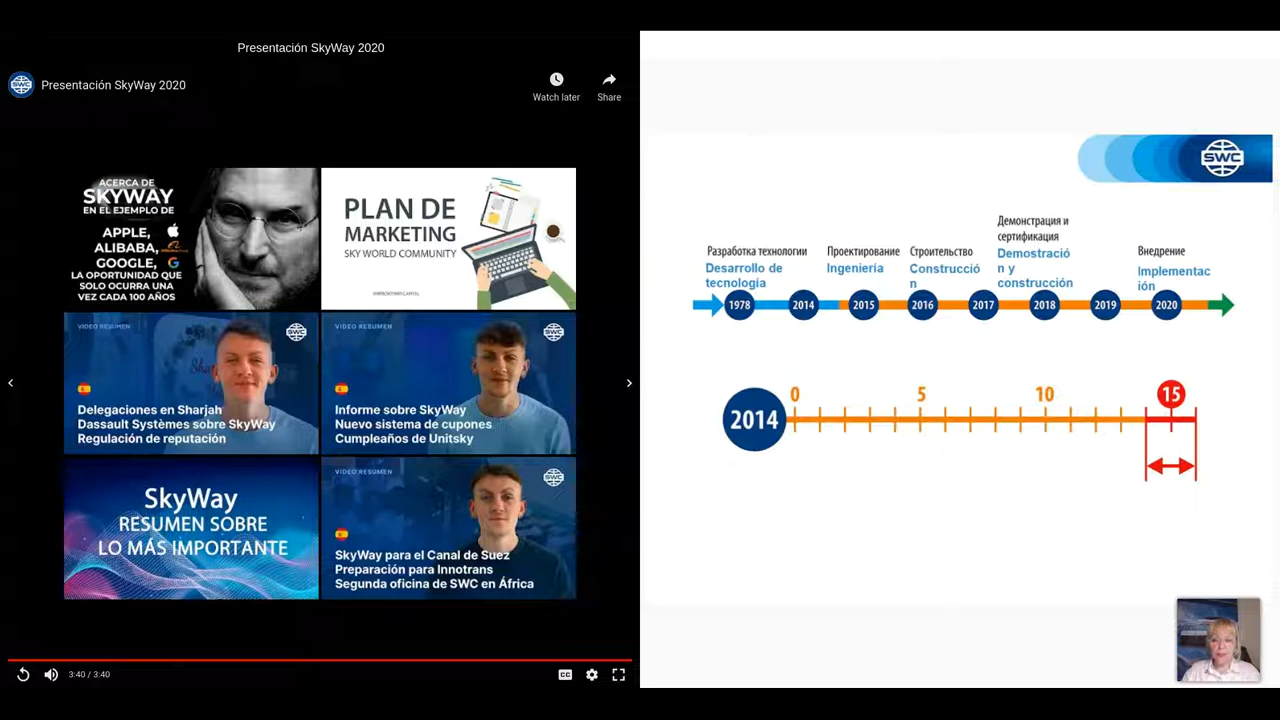 Presentación SkyWay 2020
Presentación SkyWay 2020
Watch later
Share
ACERCA DE
SKYWAY
EN EL EJEMPLO DE
APPLE,
ALIBABA,
GOOGLE,
LA OPORTUNIDAD QUE
SOLO OCURRA UNA
VEZ CADA 100 AÑOS
PLAN DE
MARKETING
SKY WORLD COMMUNITY
VIDEO RESUMEN
SWC
Delegaciones en Sharjah
Dassault Systèmes sobre SkyWay
Regulación de reputación
VIDEO RESUMEN
SWC
Informe sobre SkyWay
Nuevo sistema de cupones
Cumpleaños de Unitsky
SkyWay
RESUMEN SOBRE
LO MÁS IMPORTANTE
VIDEO RESUMEN
SWC
SkyWay para el Canal de Suez
Preparación para Innotrans
Segunda oficina de SWC en África
3:40 / 3:40
CC
SWC
Разработка технологии
Desarrollo de
tecnología
Проектирование
Ingeniería
Строительство
Construcció
n
Демонстрация и
сертификация
Demostració
n y
construcción
Внедрение
Implementac
ión
1978 2014 2015 2016 2017 2018 2019 2020
0 5 10 15
2014